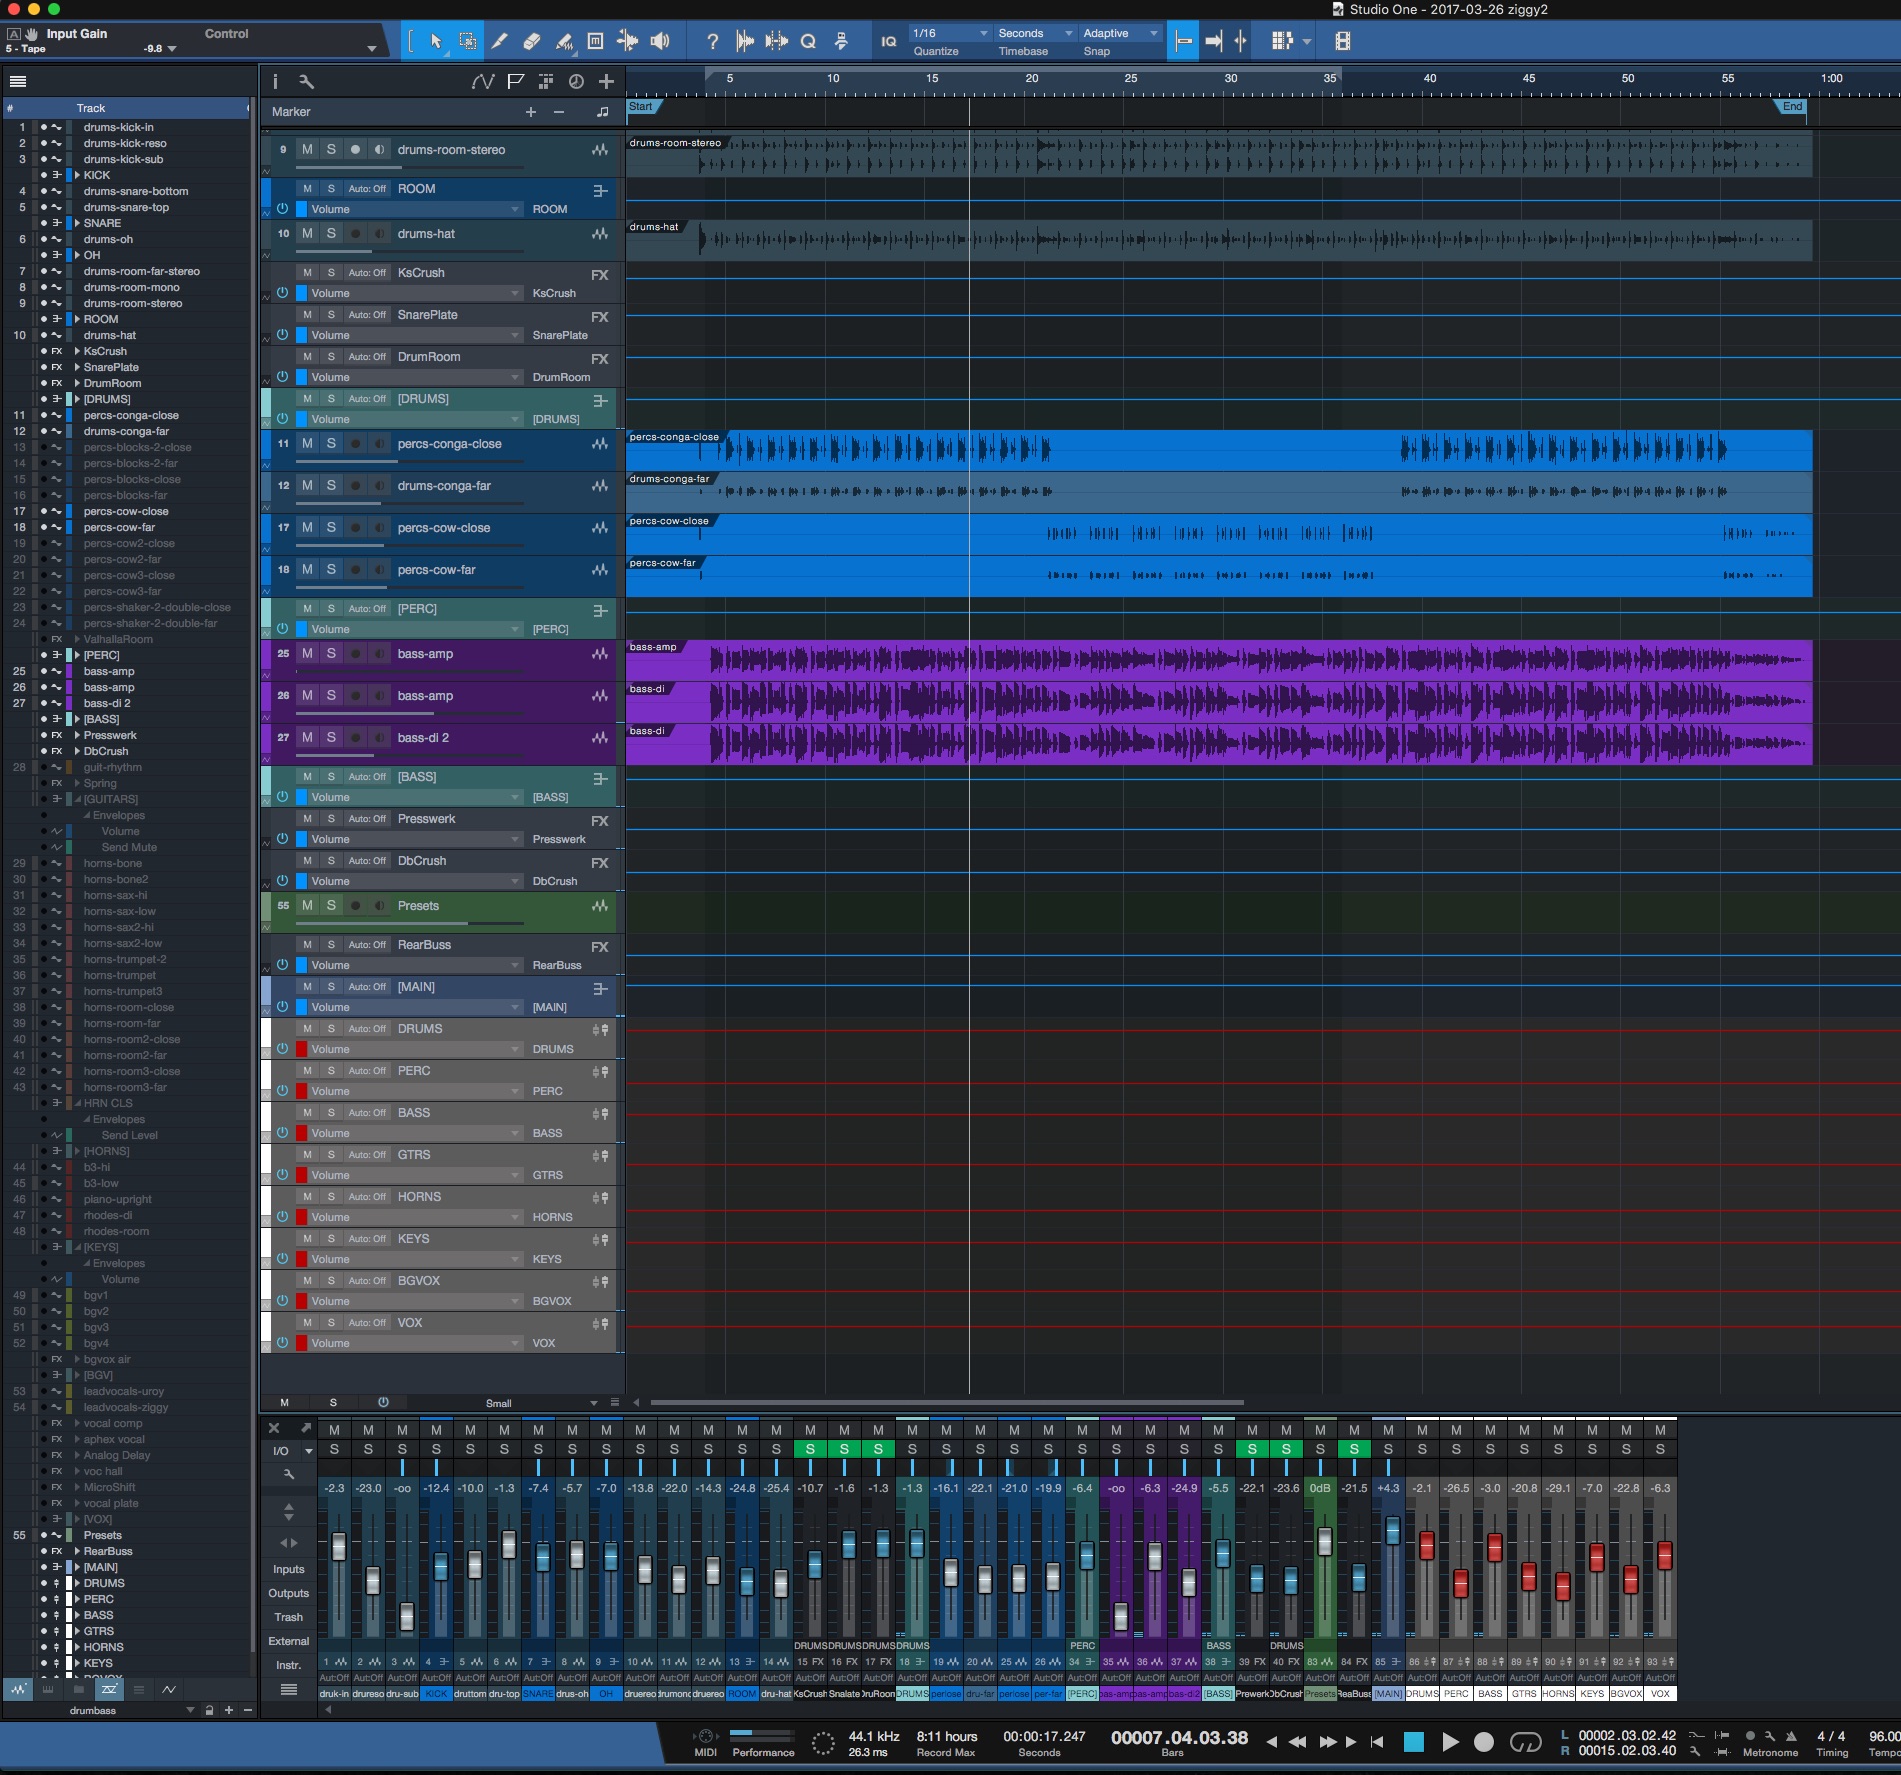 Studio One - 2017-03-26 ziggy2
Input Gain
Control
5 - Tape
-9.8
1/16
Seconds
Adaptive
IQ
Quantize
Timebase
Snap
# Track
1 drums-kick-in
2 drums-kick-reso
3 drums-kick-sub
KICK
4 drums-snare-bottom
5 drums-snare-top
SNARE
6 drums-oh
OH
7 drums-room-far-stereo
8 drums-room-mono
9 drums-room-stereo
ROOM
10 drums-hat
FX KsCrush
FX SnarePlate
FX DrumRoom
[DRUMS]
11 percs-conga-close
12 drums-conga-far
13 percs-blocks-2-close
14 percs-blocks-2-far
15 percs-blocks-close
16 percs-blocks-far
17 percs-cow-close
18 percs-cow-far
19 percs-cow2-close
20 percs-cow2-far
21 percs-cow3-close
22 percs-cow3-far
23 percs-shaker-2-double-close
24 percs-shaker-2-double-far
FX ValhallaRoom
[PERC]
25 bass-amp
26 bass-amp
27 bass-di 2
[BASS]
FX Presswerk
FX DbCrush
28 guit-rhythm
FX Spring
[GUITARS]
Envelopes
Volume
Send Mute
29 horns-bone
30 horns-bone2
31 horns-sax-hi
32 horns-sax-low
33 horns-sax2-hi
34 horns-sax2-low
35 horns-trumpet-2
36 horns-trumpet
37 horns-trumpet3
38 horns-room-close
39 horns-room-far
40 horns-room2-close
41 horns-room2-far
42 horns-room3-close
43 horns-room3-far
HRN CLS
Envelopes
Send Level
[HORNS]
44 b3-hi
45 b3-low
46 piano-upright
47 rhodes-di
48 rhodes-room
[KEYS]
Envelopes
Volume
49 bgv1
50 bgv2
51 bgv3
52 bgv4
FX bgvox air
[BGV]
53 leadvocals-uroy
54 leadvocals-ziggy
FX vocal comp
FX aphex vocal
FX Analog Delay
FX voc hall
FX MicroShift
FX vocal plate
[VOX]
55 Presets
FX RearBuss
[MAIN]
DRUMS
PERC
BASS
GTRS
HORNS
KEYS
BGVOX
drumbass
Marker
5 10 15 20 25 30 35 40 45 50 55 1:00
Start
End
9 M S drums-room-stereo
drums-room-stereo
M S Auto: Off ROOM
Volume ROOM
10 M S drums-hat
drums-hat
M S Auto: Off KsCrush FX
Volume KsCrush
M S Auto: Off SnarePlate FX
Volume SnarePlate
M S Auto: Off DrumRoom FX
Volume DrumRoom
M S Auto: Off [DRUMS]
Volume [DRUMS]
11 M S percs-conga-close
percs-conga-close
12 M S drums-conga-far
drums-conga-far
17 M S percs-cow-close
percs-cow-close
18 M S percs-cow-far
percs-cow-far
M S Auto: Off [PERC]
Volume [PERC]
25 M S bass-amp
bass-amp
26 M S bass-amp
bass-di
27 M S bass-di 2
bass-di
M S Auto: Off [BASS]
Volume [BASS]
M S Auto: Off Presswerk FX
Volume Presswerk
M S Auto: Off DbCrush FX
Volume DbCrush
55 M S Presets
M S Auto: Off RearBuss FX
Volume RearBuss
M S Auto: Off [MAIN]
Volume [MAIN]
M S Auto: Off DRUMS
Volume DRUMS
M S Auto: Off PERC
Volume PERC
M S Auto: Off BASS
Volume BASS
M S Auto: Off GTRS
Volume GTRS
M S Auto: Off HORNS
Volume HORNS
M S Auto: Off KEYS
Volume KEYS
M S Auto: Off BGVOX
Volume BGVOX
M S Auto: Off VOX
Volume VOX
M S Small
I/O
Inputs
Outputs
Trash
External
Instr.
-2.3 -23.0 -oo -12.4 -10.0 -1.3 -7.4 -5.7 -7.0 -13.8 -22.0 -14.3 -24.8 -25.4 -10.7 -1.6 -1.3 -1.3 -16.1 -22.1 -21.0 -19.9 -6.4 -oo -6.3 -24.9 -5.5 -22.1 -23.6 0dB -21.5 +4.3 -2.1 -26.5 -3.0 -20.8 -29.1 -7.0 -22.8 -6.3
DRUMS DRUMS DRUMS DRUMS PERC BASS DRUMS
1 2 3 4 5 6 7 8 9 10 11 12 13 14 15 FX 16 FX 17 FX 18 19 20 25 26 34 35 36 37 38 39 FX 40 FX 83 84 FX 85 86 87 88 89 90 91 92 93
druk-in drureso dru-sub KICK druttom dru-top SNARE drus-oh OH druereo drumono druereo ROOM dru-hat KsCrush Snalate DruRoom [DRUMS] perlose dru-far perlose per-far [PERC] bas-amp bas-amp bas-di2 [BASS] Prewerk DbCrush Presets ReaBuss [MAIN] DRUMS PERC BASS GTRS HORNS KEYS BGVOX VOX
MIDI
Performance
44.1 kHz
26.3 ms
8:11 hours
Record Max
00:00:17.247
Seconds
00007.04.03.38
Bars
L 00002.03.02.42
R 00015.02.03.40
Metronome
4 / 4
Timing
96.00
Tempo